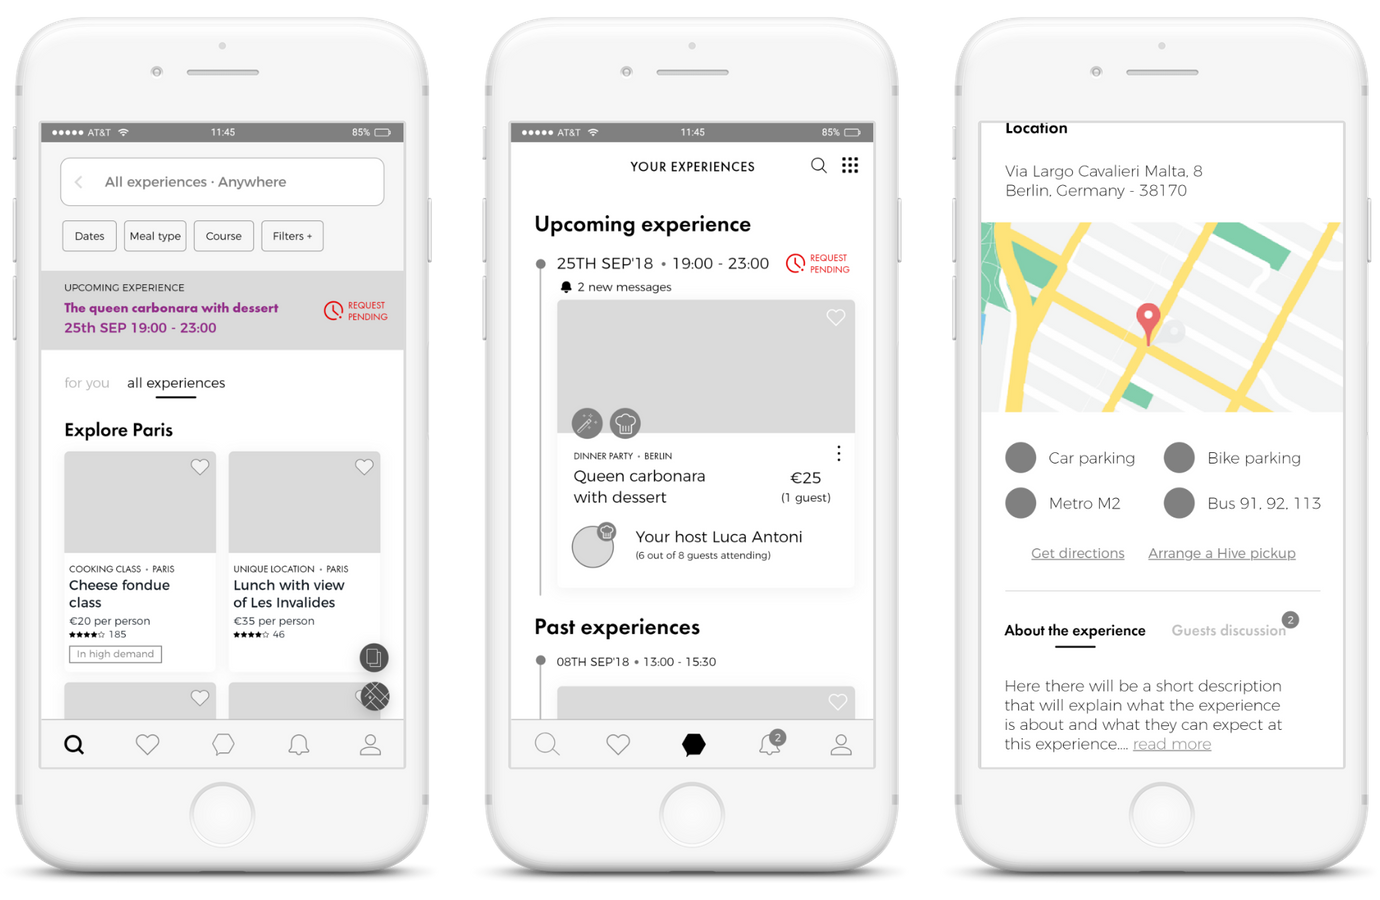 ●●●●● AT&T 11:45 85%
All experiences · Anywhere
Dates Meal type Course Filters +
UPCOMING EXPERIENCE
The queen carbonara with dessert
25th SEP 19:00 - 23:00
REQUEST
PENDING
for you all experiences
Explore Paris
COOKING CLASS • PARIS
Cheese fondue
class
€20 per person
★★★★☆ 185
In high demand
UNIQUE LOCATION • PARIS
Lunch with view
of Les Invalides
€35 per person
★★★★☆ 46
●●●●● AT&T 11:45 85%
YOUR EXPERIENCES
Upcoming experience
25TH SEP'18 • 19:00 - 23:00
REQUEST
PENDING
2 new messages
DINNER PARTY • BERLIN
Queen carbonara
with dessert
€25
(1 guest)
Your host Luca Antoni
(6 out of 8 guests attending)
Past experiences
08TH SEP'18 • 13:00 - 15:30
2
Location
Via Largo Cavalieri Malta, 8
Berlin, Germany - 38170
Car parking Bike parking
Metro M2 Bus 91, 92, 113
Get directions Arrange a Hive pickup
About the experience Guests discussion 2
Here there will be a short description
that will explain what the experience
is about and what they can expect at
this experience.... read more